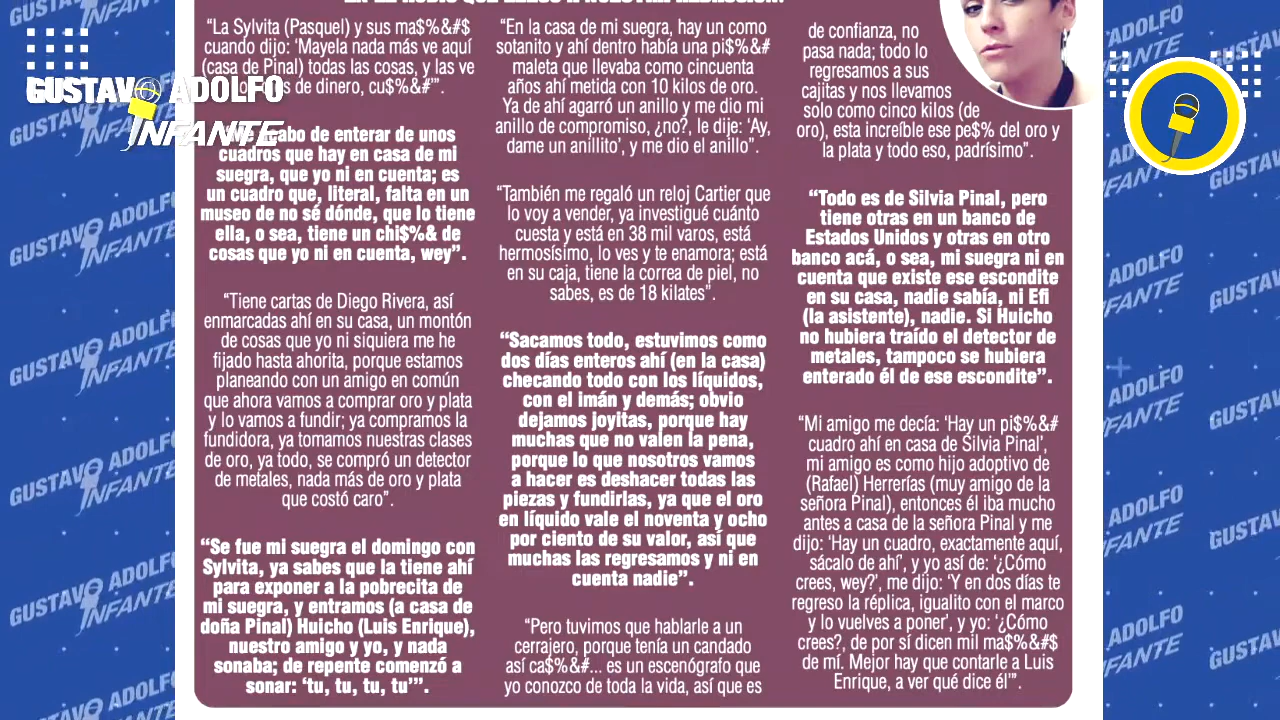 “La Sylvita (Pasquel) y sus ma$%&#$
cuando dijo: ‘Mayela nada más ve aquí
(casa de Pinal) todas las cosas, y las ve
de dinero, cu$%&#’”.
acabo de enterar de unos
cuadros que hay en casa de mi
suegra, que yo ni en cuenta; es
un cuadro que, literal, falta en un
museo de no sé dónde, que lo tiene
ella, o sea, tiene un chi$%& de
cosas que yo ni en cuenta, wey”.
“Tiene cartas de Diego Rivera, así
enmarcadas ahí en su casa, un montón
de cosas que yo ni siquiera me he
fijado hasta ahorita, porque estamos
planeando con un amigo en común
que ahora vamos a comprar oro y plata
y lo vamos a fundir; ya compramos la
fundidora, ya tomamos nuestras clases
de oro, ya todo, se compró un detector
de metales, nada más de oro y plata
que costó caro”.
“Se fue mi suegra el domingo con
Sylvita, ya sabes que la tiene ahí
para exponer a la pobrecita de
mi suegra, y entramos (a casa de
doña Pinal) Huicho (Luis Enrique),
nuestro amigo y yo, y nada
sonaba; de repente comenzó a
sonar: ‘tu, tu, tu, tu’”.
“En la casa de mi suegra, hay un como
sotanito y ahí dentro había una pi$%&#
maleta que llevaba como cincuenta
años ahí metida con 10 kilos de oro.
Ya de ahí agarró un anillo y me dio mi
anillo de compromiso, ¿no?, le dije: ‘Ay,
dame un anillito’, y me dio el anillo”.
“También me regaló un reloj Cartier que
lo voy a vender, ya investigué cuánto
cuesta y está en 38 mil varos, está
hermosísimo, lo ves y te enamora; está
en su caja, tiene la correa de piel, no
sabes, es de 18 kilates”.
“Sacamos todo, estuvimos como
dos días enteros ahí (en la casa)
checando todo con los líquidos,
con el imán y demás; obvio
dejamos joyitas, porque hay
muchas que no valen la pena,
porque lo que nosotros vamos
a hacer es deshacer todas las
piezas y fundirlas, ya que el oro
en líquido vale el noventa y ocho
por ciento de su valor, así que
muchas las regresamos y ni en
cuenta nadie”.
“Pero tuvimos que hablarle a un
cerrajero, porque tenía un candado
así ca$%&#... es un escenógrafo que
yo conozco de toda la vida, así que es
de confianza, no
pasa nada; todo lo
regresamos a sus
cajitas y nos llevamos
solo como cinco kilos (de
oro), esta increíble ese pe$% del oro y
la plata y todo eso, padrísimo”.
“Todo es de Silvia Pinal, pero
tiene otras en un banco de
Estados Unidos y otras en otro
banco acá, o sea, mi suegra ni en
cuenta que existe ese escondite
en su casa, nadie sabía, ni Efi
(la asistente), nadie. Si Huicho
no hubiera traído el detector de
metales, tampoco se hubiera
enterado él de ese escondite”.
“Mi amigo me decía: ‘Hay un pi$%&#
cuadro ahí en casa de Silvia Pinal’,
mi amigo es como hijo adoptivo de
(Rafael) Herrerías (muy amigo de la
señora Pinal), entonces él iba mucho
antes a casa de la señora Pinal y me
dijo: ‘Hay un cuadro, exactamente aquí,
sácalo de ahí’, y yo así de: ‘¿Cómo
crees, wey?’, me dijo: ‘Y en dos días te
regreso la réplica, igualito con el marco
y lo vuelves a poner’, y yo: ‘¿Cómo
crees?, de por sí dicen mil ma$%&#$
de mí. Mejor hay que contarle a Luis
Enrique, a ver qué dice él’”.
GUSTAVO ADOLFO
INFANTE